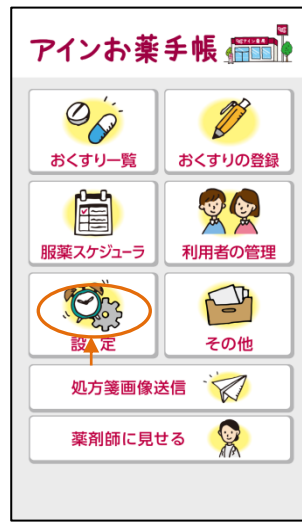 アインお薬手帳
おくすり一覧
おくすりの登録
服薬スケジューラ
利用者の管理
設定
その他
処方箋画像送信
薬剤師に見せる